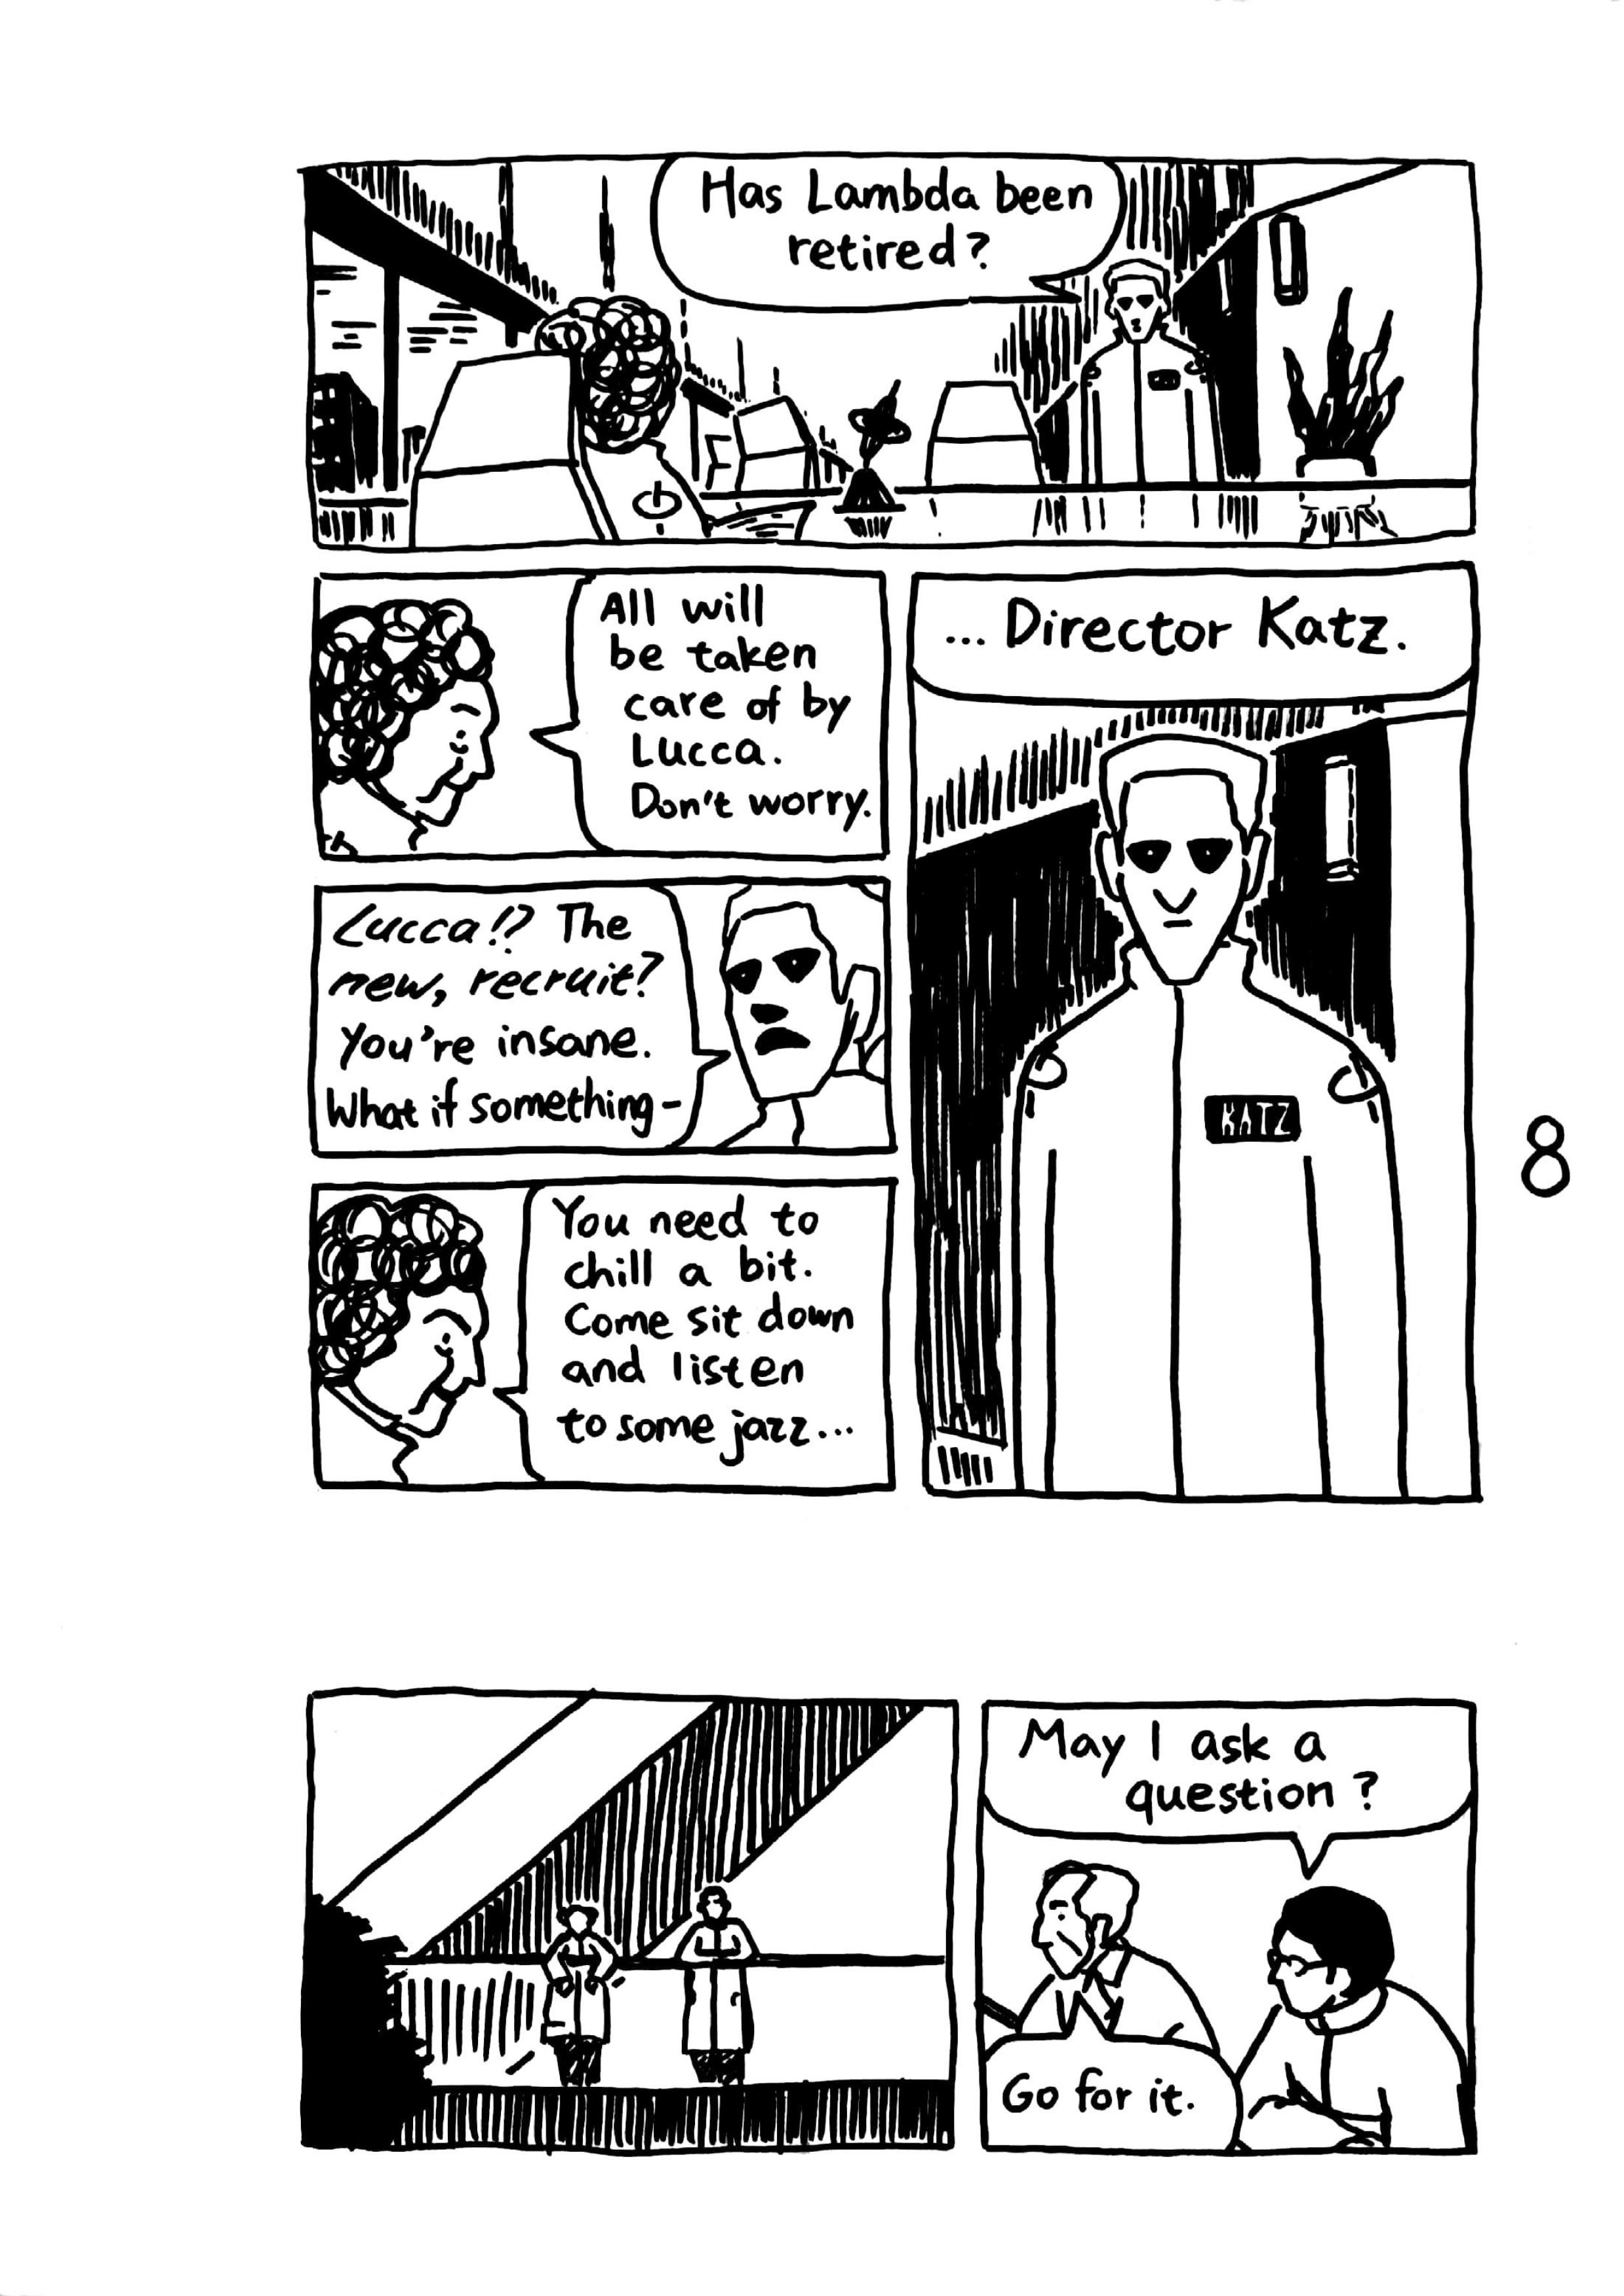 Has Lambda been
retired?
All will
be taken
care of by
Lucca.
Don't worry.
Lucca!? The
new, recruit?
You're insane.
What if something-
You need to
chill a bit.
Come sit down
and listen
to some jazz...
... Director Katz.
KATZ
8
May I ask a
question?
Go for it.